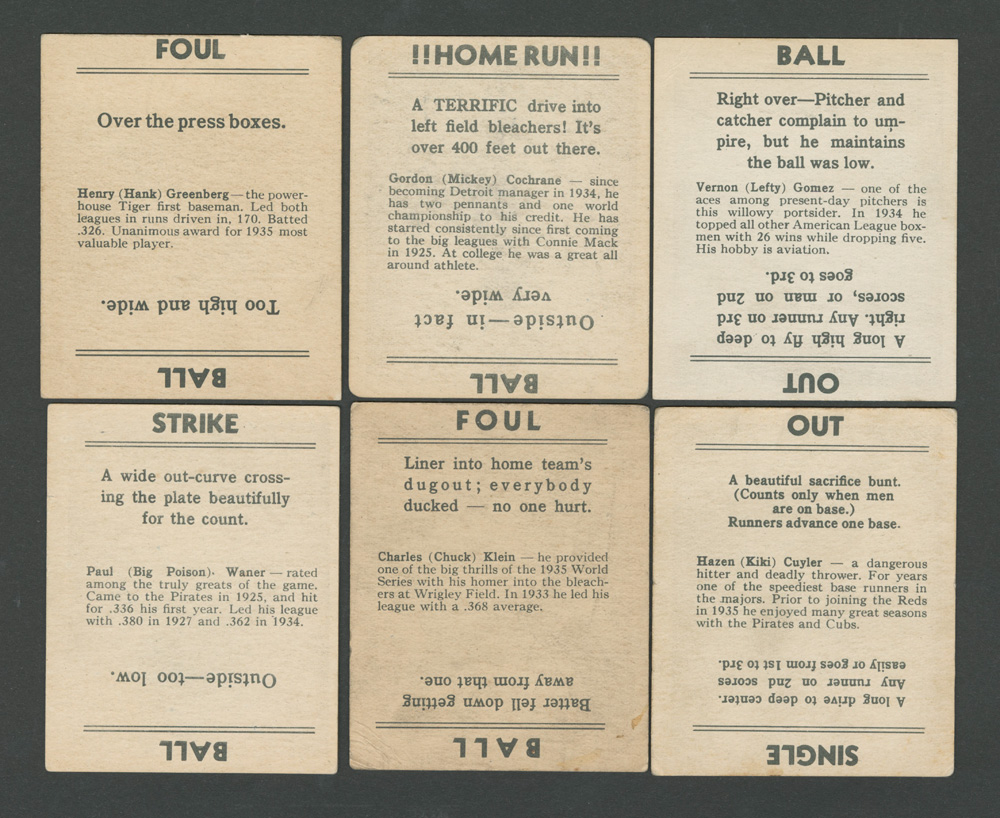 FOUL
Over the press boxes.
Henry (Hank) Greenberg—the power-
house Tiger first baseman. Led both
leagues in runs driven in, 170. Batted
.326. Unanimous award for 1935 most
valuable player.
Too high and wide.
BALL
!!HOME RUN!!
A TERRIFIC drive into
left field bleachers! It's
over 400 feet out there.
Gordon (Mickey) Cochrane — since
becoming Detroit manager in 1934, he
has two pennants and one world
championship to his credit. He has
starred consistently since first coming
to the big leagues with Connie Mack
in 1925. At college he was a great all
around athlete.
Outside—in fact
very wide.
BALL
BALL
Right over—Pitcher and
catcher complain to um-
pire, but he maintains
the ball was low.
Vernon (Lefty) Gomez — one of the
aces among present-day pitchers is
this willowy portsider. In 1934 he
topped all other American League box-
men with 26 wins while dropping five.
His hobby is aviation.
A long high fly to deep
right. Any runner on 3rd
scores, or man on 2nd
goes to 3rd.
OUT
STRIKE
A wide out-curve cross-
ing the plate beautifully
for the count.
Paul (Big Poison) Waner — rated
among the truly greats of the game.
Came to the Pirates in 1925, and hit
for .336 his first year. Led his league
with .380 in 1927 and .362 in 1934.
Outside—too low.
BALL
FOUL
Liner into home team's
dugout; everybody
ducked — no one hurt.
Charles (Chuck) Klein — he provided
one of the big thrills of the 1935 World
Series with his homer into the bleach-
ers at Wrigley Field. In 1933 he led his
league with a .368 average.
Batter fell down getting
away from that one.
BALL
OUT
A beautiful sacrifice bunt.
(Counts only when men
are on base.)
Runners advance one base.
Hazen (Kiki) Cuyler — a dangerous
hitter and deadly thrower. For years
one of the speediest base runners in
the majors. Prior to joining the Reds
in 1935 he enjoyed many great seasons
with the Pirates and Cubs.
A long drive to deep center.
Any runner on 2nd scores
easily or goes from 1st to 3rd.
SINGLE